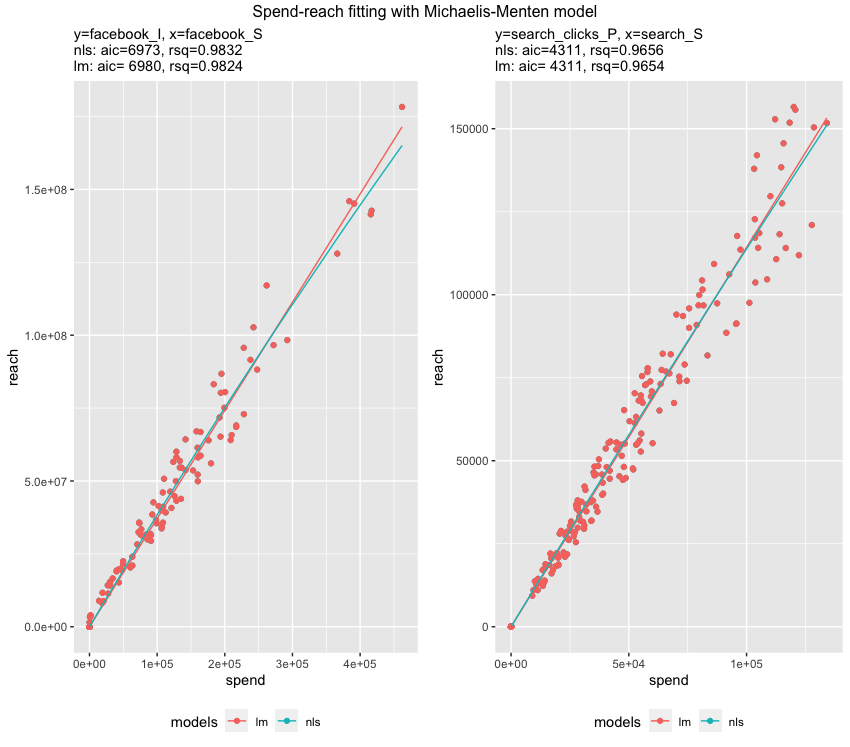 Spend-reach fitting with Michaelis-Menten model
y=facebook_I, x=facebook_S
nls: aic=6973, rsq=0.9832
lm: aic= 6980, rsq=0.9824
reach
1.5e+08
1.0e+08
5.0e+07
0.0e+00
0e+00 1e+05 2e+05 3e+05 4e+05
spend
models lm nls
y=search_clicks_P, x=search_S
nls: aic=4311, rsq=0.9656
lm: aic= 4311, rsq=0.9654
reach
150000
100000
50000
0
0e+00 5e+04 1e+05
spend
models lm nls